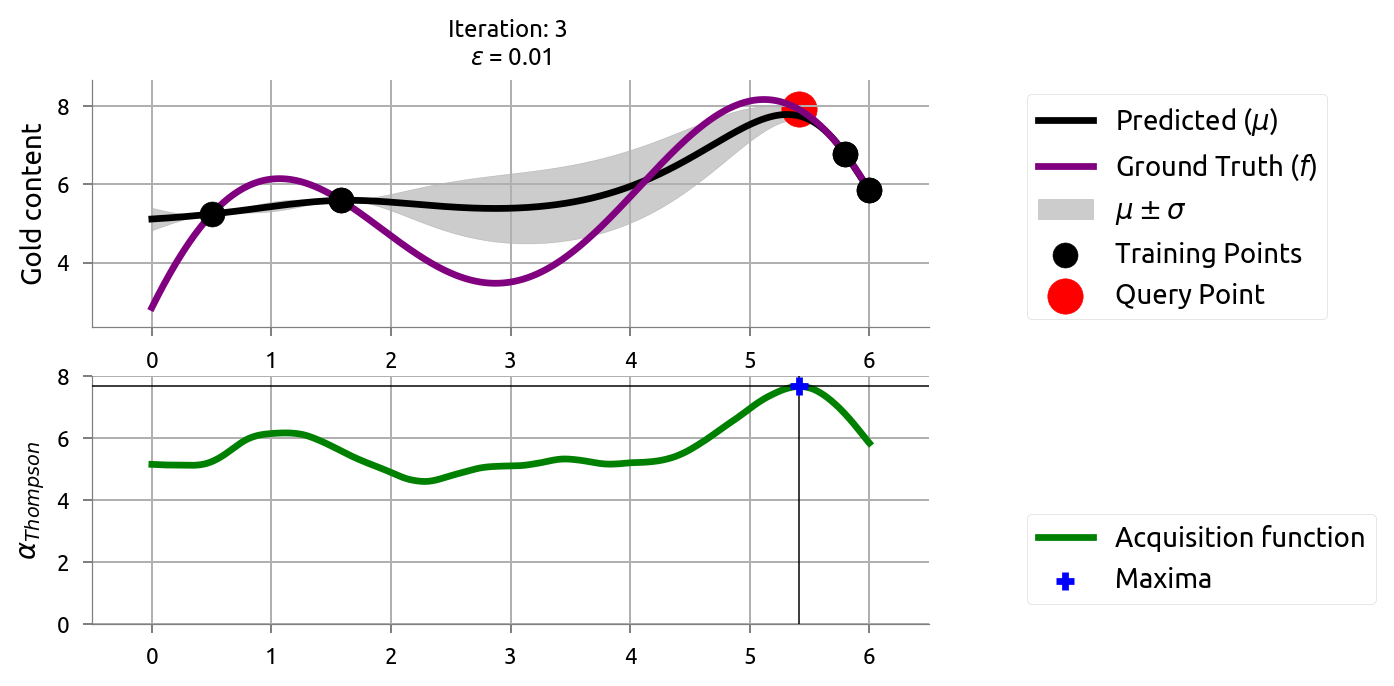 Iteration: 3
ε = 0.01
Gold content
8
6
4
0 1 2 3 4 5 6
Predicted (μ)
Ground Truth (f)
μ ± σ
Training Points
Query Point
α_Thompson
8
6
4
2
0
0 1 2 3 4 5 6
Acquisition function
Maxima